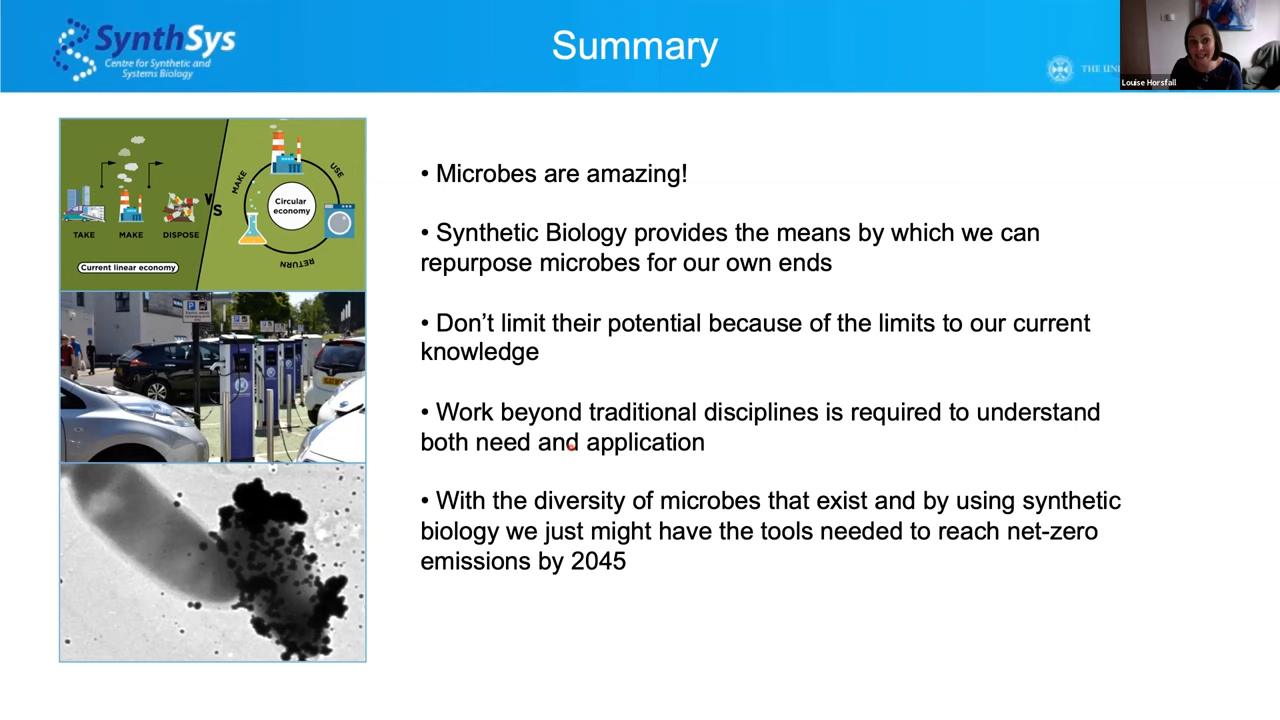 SynthSys
Centre for Synthetic and
Systems Biology
Summary
THE UN
Louise Horsfall
TAKE
MAKE
DISPOSE
Current linear economy
VS
MAKE
USE
RETURN
Circular
economy
• Microbes are amazing!
• Synthetic Biology provides the means by which we can
repurpose microbes for our own ends
• Don’t limit their potential because of the limits to our current
knowledge
• Work beyond traditional disciplines is required to understand
both need and application
• With the diversity of microbes that exist and by using synthetic
biology we just might have the tools needed to reach net-zero
emissions by 2045